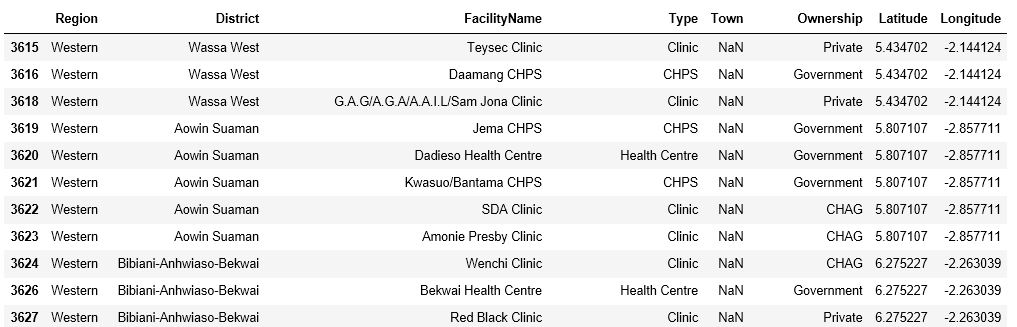 Region District FacilityName Type Town Ownership Latitude Longitude
3615 Western Wassa West Teysec Clinic Clinic NaN Private 5.434702 -2.144124
3616 Western Wassa West Daamang CHPS CHPS NaN Government 5.434702 -2.144124
3618 Western Wassa West G.A.G/A.G.A/A.A.I.L/Sam Jona Clinic Clinic NaN Private 5.434702 -2.144124
3619 Western Aowin Suaman Jema CHPS CHPS NaN Government 5.807107 -2.857711
3620 Western Aowin Suaman Dadieso Health Centre Health Centre NaN Government 5.807107 -2.857711
3621 Western Aowin Suaman Kwasuo/Bantama CHPS CHPS NaN Government 5.807107 -2.857711
3622 Western Aowin Suaman SDA Clinic Clinic NaN CHAG 5.807107 -2.857711
3623 Western Aowin Suaman Amonie Presby Clinic Clinic NaN CHAG 5.807107 -2.857711
3624 Western Bibiani-Anhwiaso-Bekwai Wenchi Clinic Clinic NaN CHAG 6.275227 -2.263039
3626 Western Bibiani-Anhwiaso-Bekwai Bekwai Health Centre Health Centre NaN Government 6.275227 -2.263039
3627 Western Bibiani-Anhwiaso-Bekwai Red Black Clinic Clinic NaN Private 6.275227 -2.263039